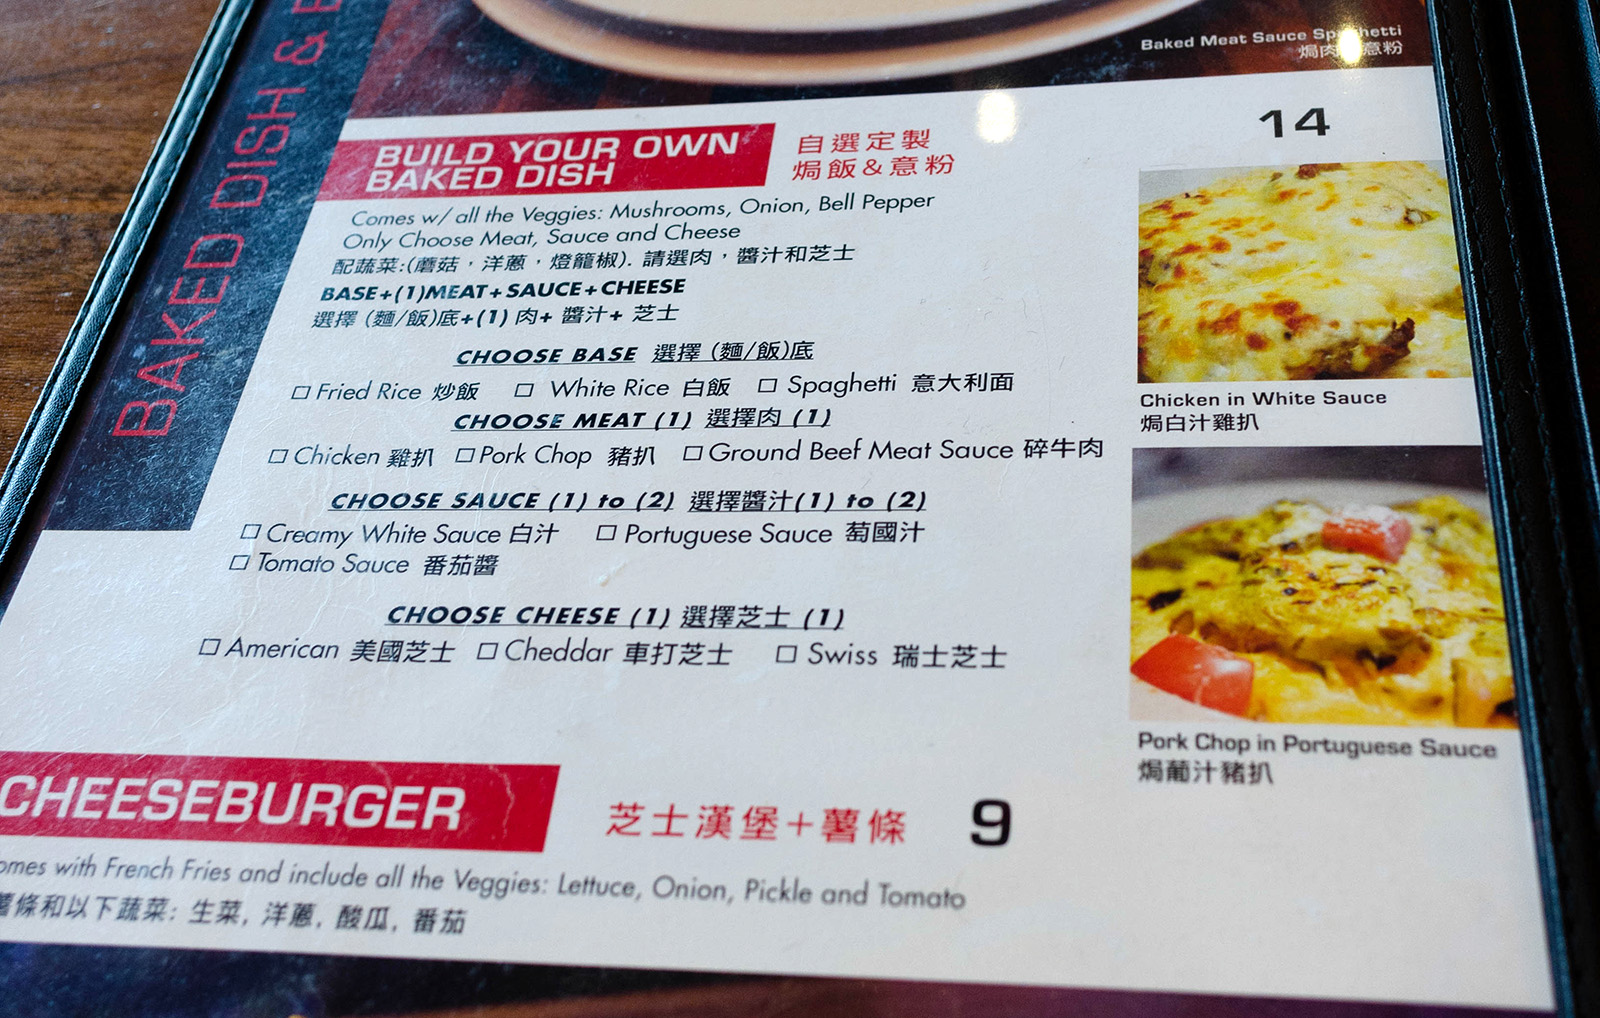 BAKED DISH &
Baked Meat Sauce Spaghetti
焗肉 意粉
BUILD YOUR OWN
BAKED DISH
自選定製
焗飯&意粉
14
Comes w/ all the Veggies: Mushrooms, Onion, Bell Pepper
Only Choose Meat, Sauce and Cheese
配蔬菜:(蘑菇，洋蔥，燈籠椒). 請選肉，醬汁和芝士
BASE+(1)MEAT+SAUCE+CHEESE
選擇 (麵/飯)底+(1) 肉+ 醬汁+ 芝士
CHOOSE BASE 選擇 (麵/飯)底
☐ Fried Rice 炒飯 ☐ White Rice 白飯 ☐ Spaghetti 意大利面
CHOOSE MEAT (1) 選擇肉 (1)
☐ Chicken 雞扒 ☐ Pork Chop 豬扒 ☐ Ground Beef Meat Sauce 碎牛肉
CHOOSE SAUCE (1) to (2) 選擇醬汁(1) to (2)
☐ Creamy White Sauce 白汁 ☐ Portuguese Sauce 萄國汁
☐ Tomato Sauce 番茄醬
CHOOSE CHEESE (1) 選擇芝士 (1)
☐ American 美國芝士 ☐ Cheddar 車打芝士 ☐ Swiss 瑞士芝士
Chicken in White Sauce
焗白汁雞扒
Pork Chop in Portuguese Sauce
焗葡汁豬扒
CHEESEBURGER
芝士漢堡+薯條
9
omes with French Fries and include all the Veggies: Lettuce, Onion, Pickle and Tomato
薯條和以下蔬菜: 生菜, 洋蔥, 酸瓜, 番茄